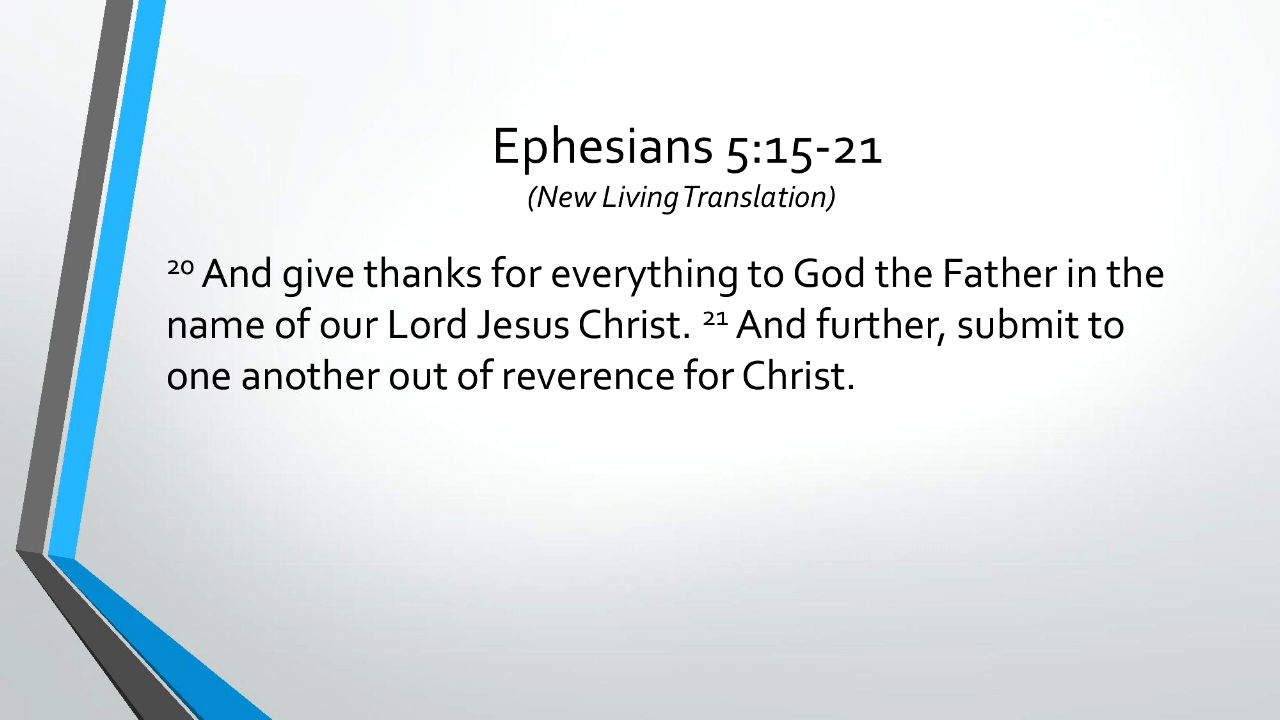 Ephesians 5:15-21
(New Living Translation)
20 And give thanks for everything to God the Father in the
name of our Lord Jesus Christ. 21 And further, submit to
one another out of reverence for Christ.